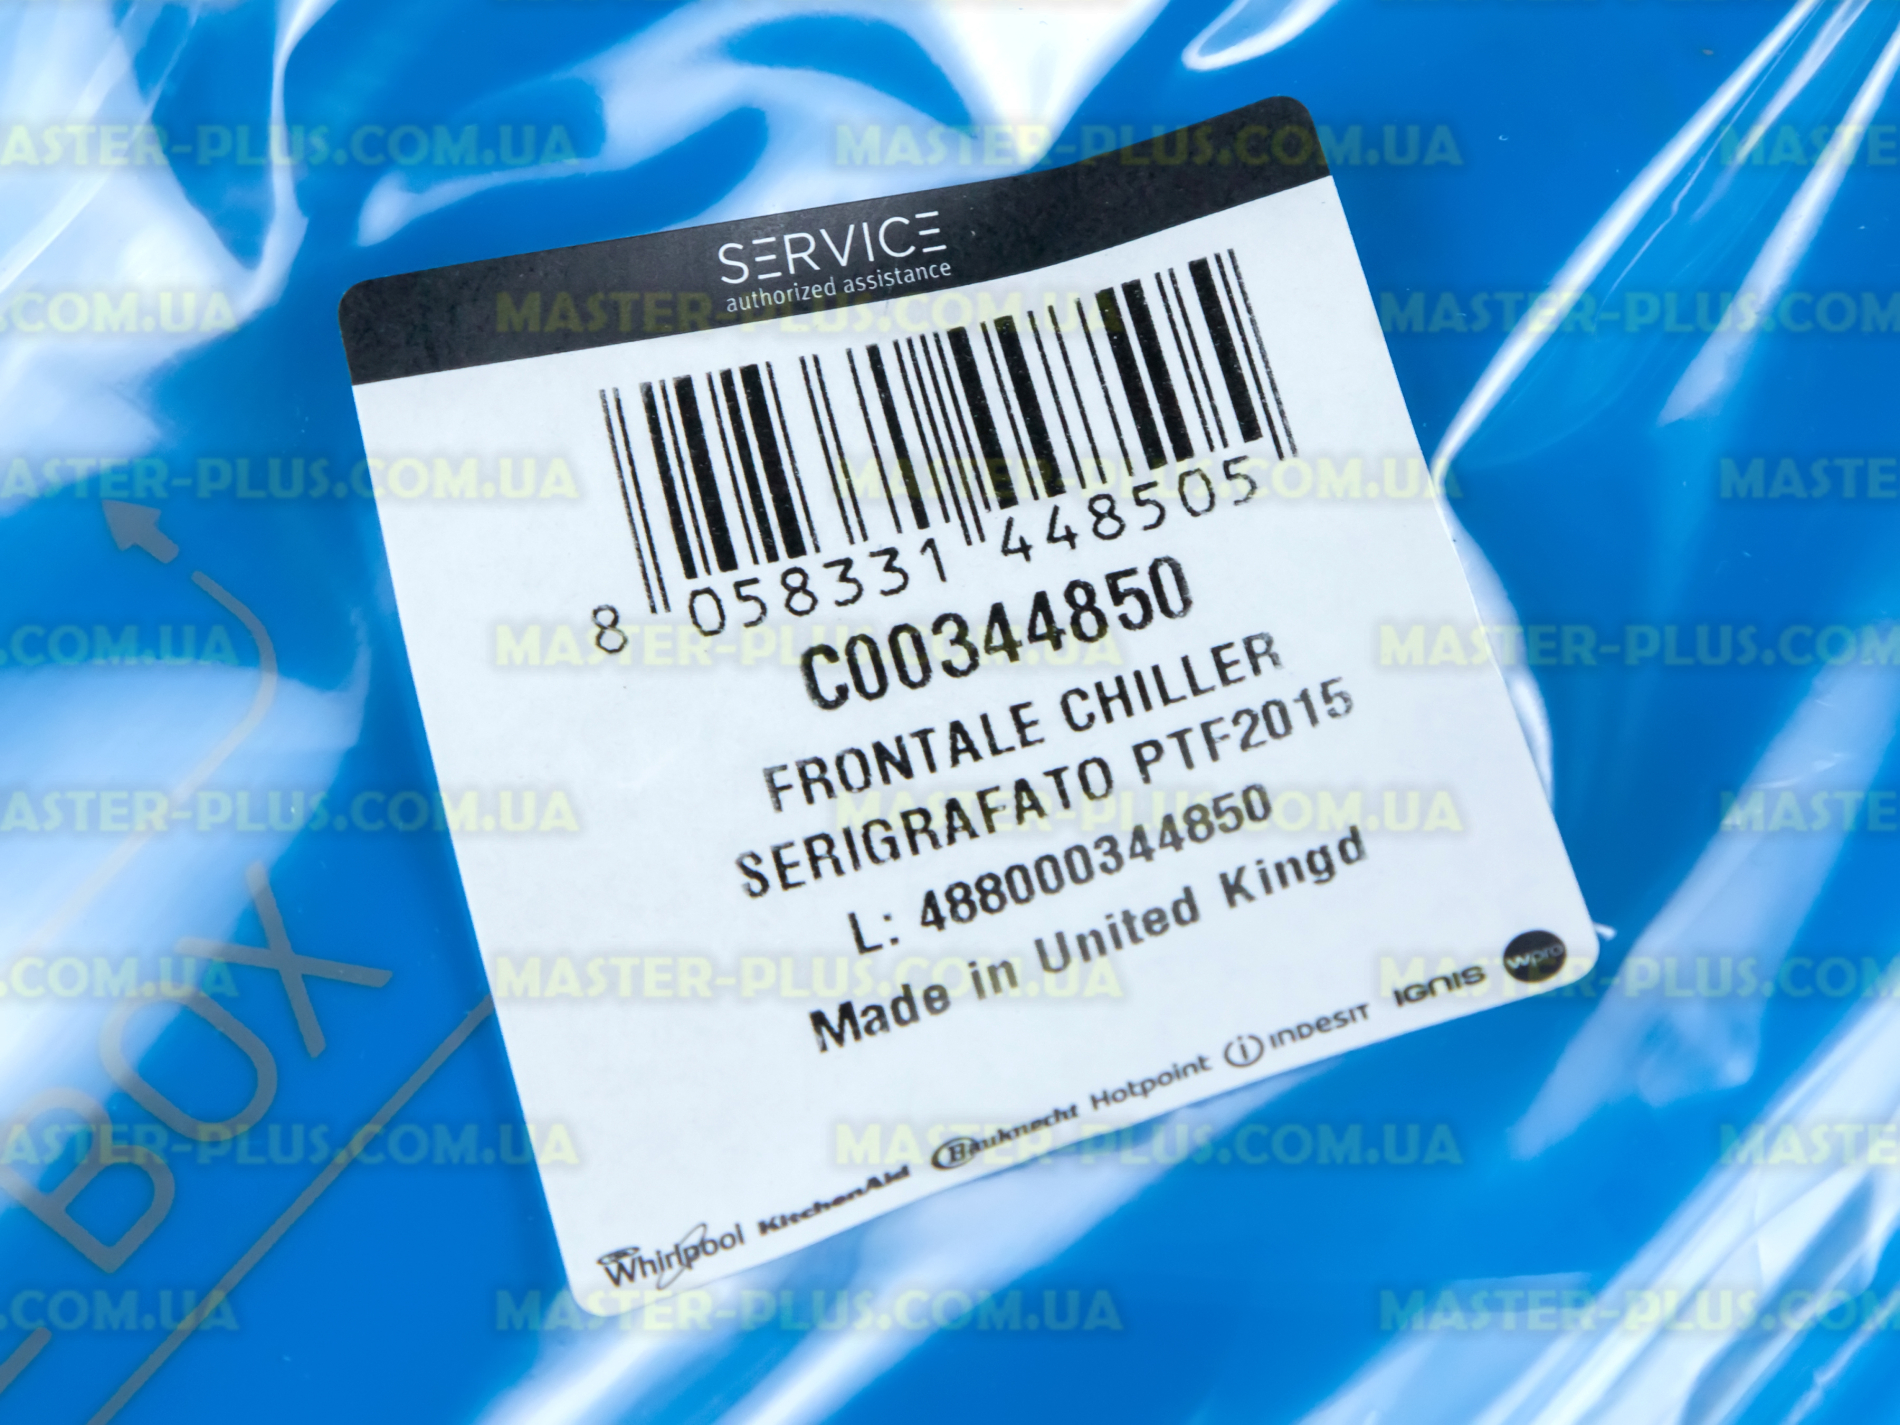 SERVICE
authorized assistance
8 058331 448505
C00344850
FRONTALE CHILLER
SERIGRAFATO PTF2015
L: 488000344850
Made in United Kingd
Whirlpool KitchenAid Bauknecht Hotpoint indesit IGNIS wpro
BOX
MASTER-PLUS.COM.UA